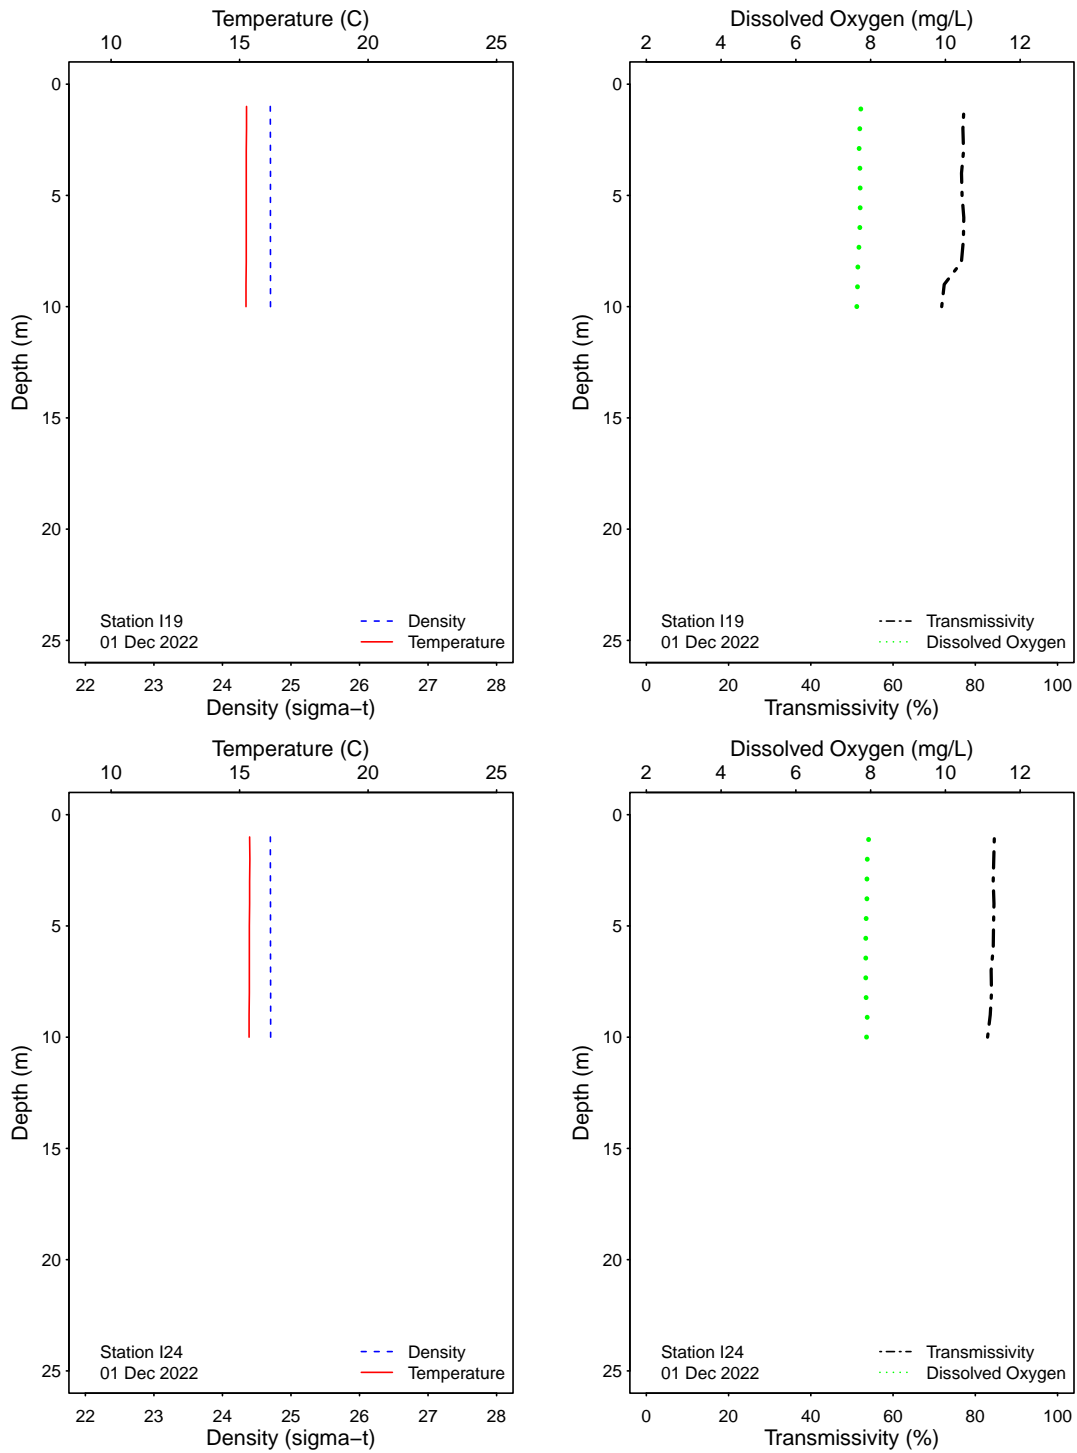 Temperature (C)
10 15 20 25
0
5
10
15
20
25
Depth (m)
Station I19
01 Dec 2022
Density
Temperature
22 23 24 25 26 27 28
Density (sigma−t)
Dissolved Oxygen (mg/L)
2 4 6 8 10 12
0
5
10
15
20
25
Depth (m)
Station I19
01 Dec 2022
Transmissivity
Dissolved Oxygen
0 20 40 60 80 100
Transmissivity (%)
Temperature (C)
10 15 20 25
0
5
10
15
20
25
Depth (m)
Station I24
01 Dec 2022
Density
Temperature
22 23 24 25 26 27 28
Density (sigma−t)
Dissolved Oxygen (mg/L)
2 4 6 8 10 12
0
5
10
15
20
25
Depth (m)
Station I24
01 Dec 2022
Transmissivity
Dissolved Oxygen
0 20 40 60 80 100
Transmissivity (%)